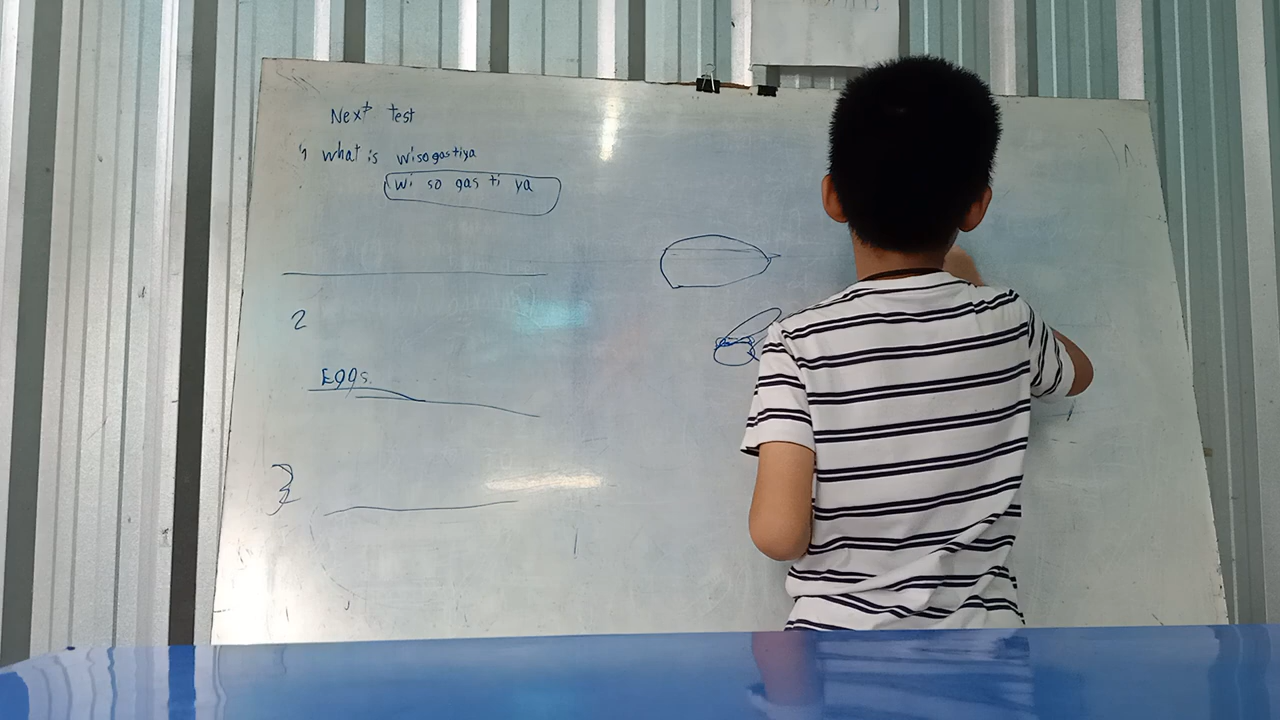 Next test
1 what is wisogastiya
wi so gas ti ya
2
Eggs
3